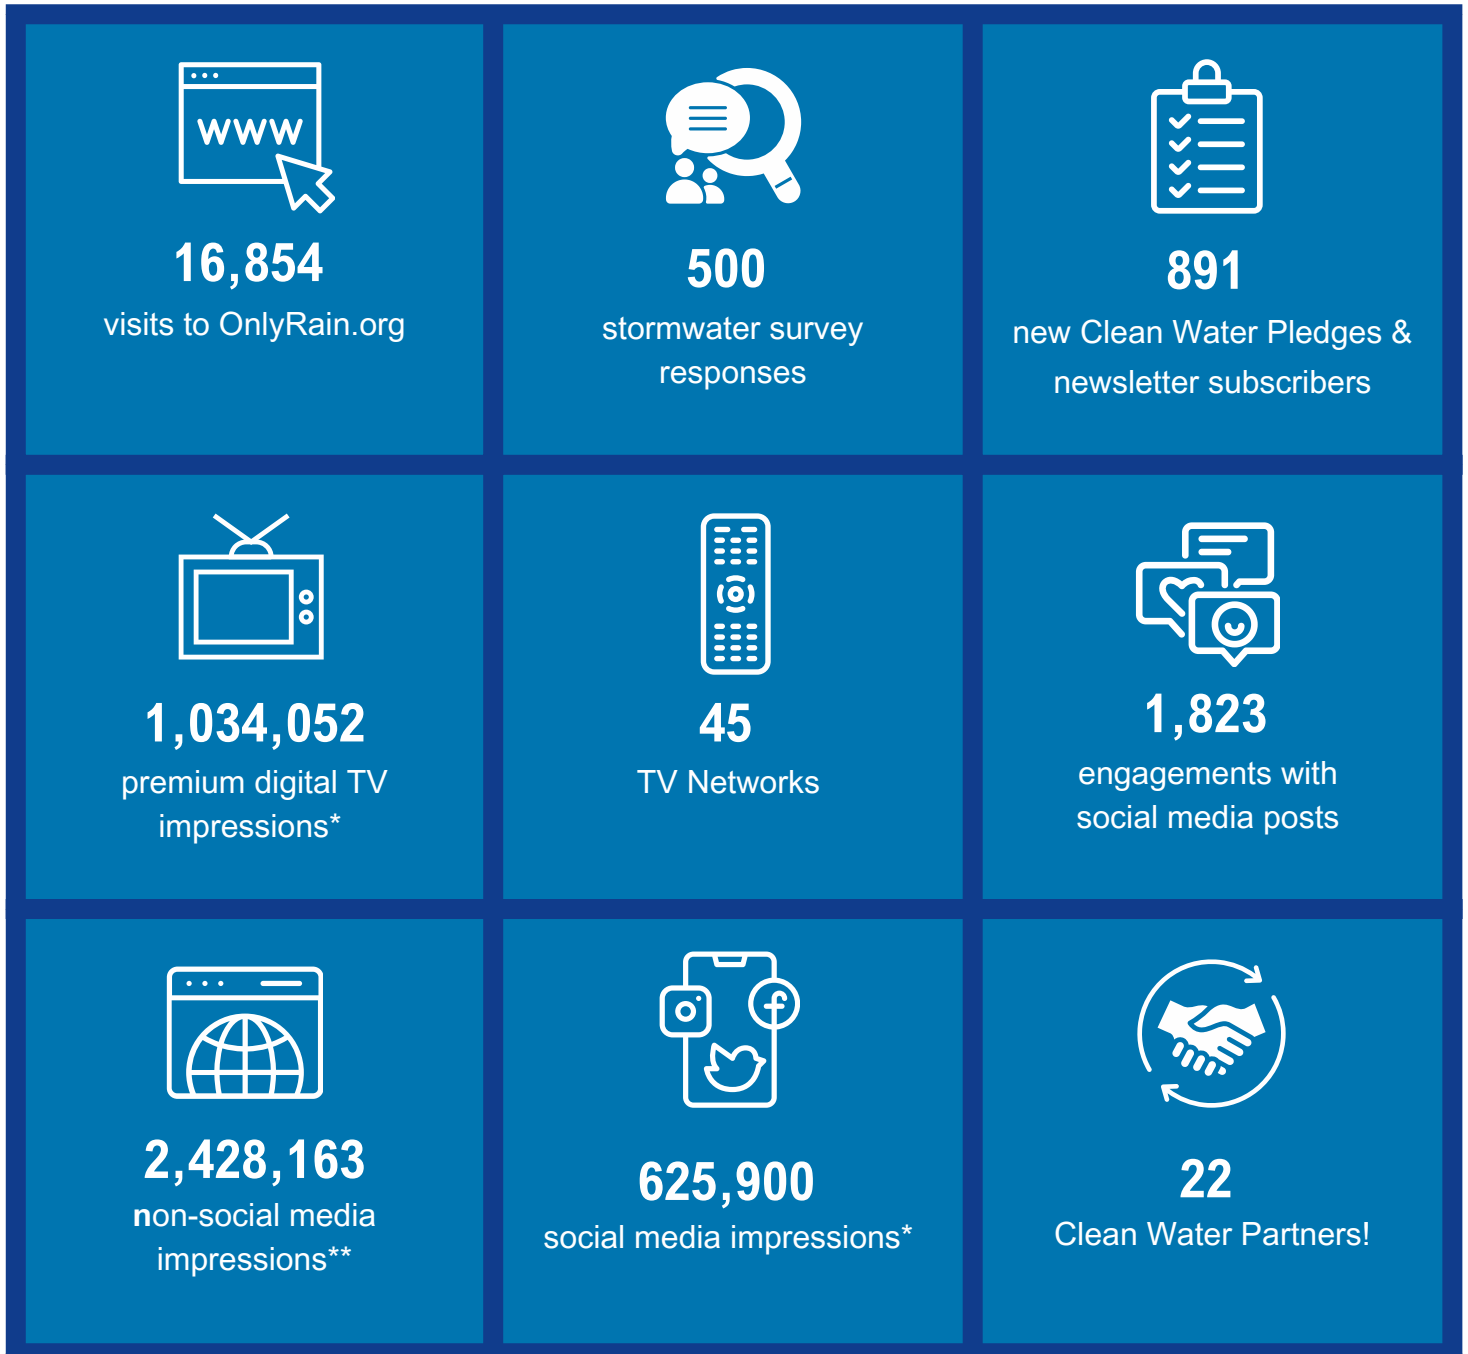 www
16,854
visits to OnlyRain.org
500
stormwater survey
responses
891
new Clean Water Pledges &
newsletter subscribers
1,034,052
premium digital TV
impressions*
45
TV Networks
1,823
engagements with
social media posts
2,428,163
non-social media
impressions**
625,900
social media impressions*
22
Clean Water Partners!